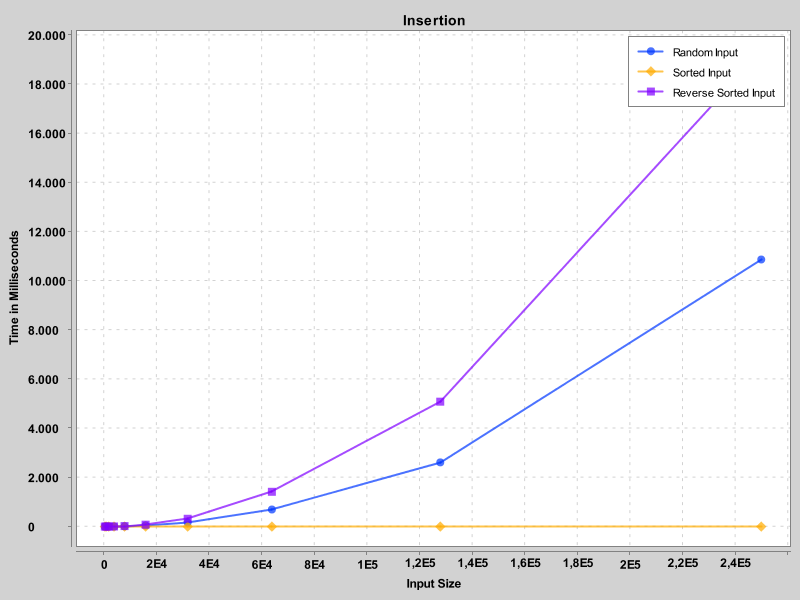 Insertion
20.000
18.000
16.000
14.000
12.000
10.000
8.000
6.000
4.000
2.000
0
Time in Milliseconds
Random Input
Sorted Input
Reverse Sorted Input
0 2E4 4E4 6E4 8E4 1E5 1,2E5 1,4E5 1,6E5 1,8E5 2E5 2,2E5 2,4E5
Input Size